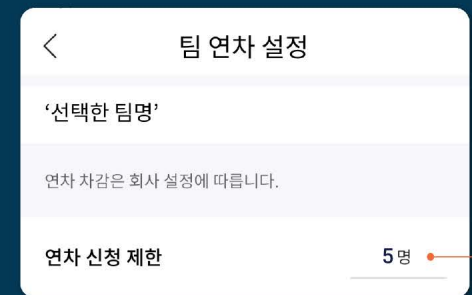 팀 연차 설정
‘선택한 팀명’
연차 차감은 회사 설정에 따릅니다.
연차 신청 제한 5명